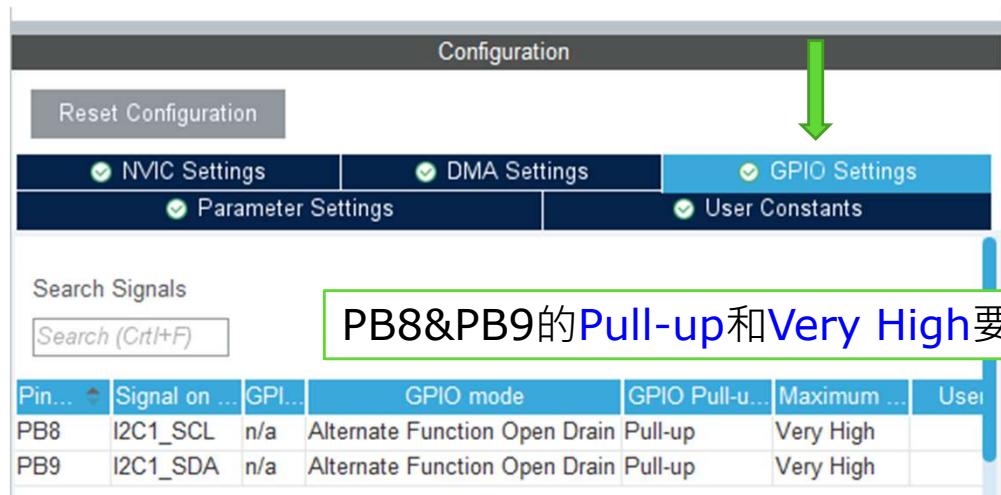 Configuration
Reset Configuration
NVIC Settings
DMA Settings
GPIO Settings
Parameter Settings
User Constants
Search Signals
Search (Crtl+F)
PB8&PB9的Pull-up和Very High要
Pin... Signal on ... GPI... GPIO mode GPIO Pull-u... Maximum ... User
PB8 I2C1_SCL n/a Alternate Function Open Drain Pull-up Very High
PB9 I2C1_SDA n/a Alternate Function Open Drain Pull-up Very High